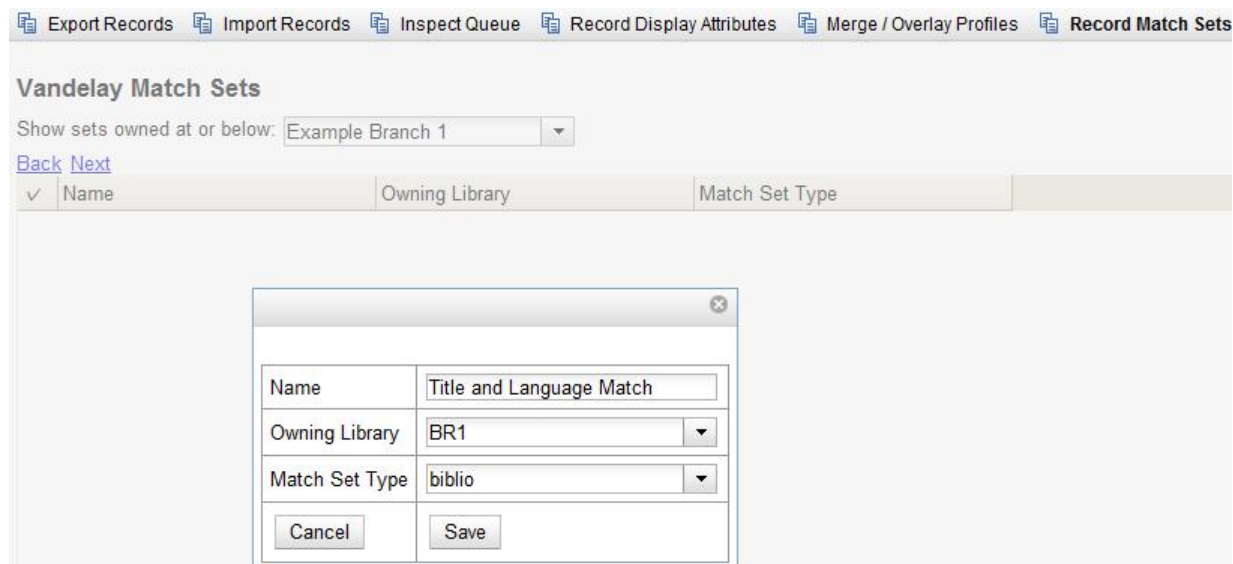 Export Records Import Records Inspect Queue Record Display Attributes Merge / Overlay Profiles Record Match Sets
Vandelay Match Sets
Show sets owned at or below: Example Branch 1
Back Next
✓ Name Owning Library Match Set Type
Name Title and Language Match
Owning Library BR1
Match Set Type biblio
Cancel Save